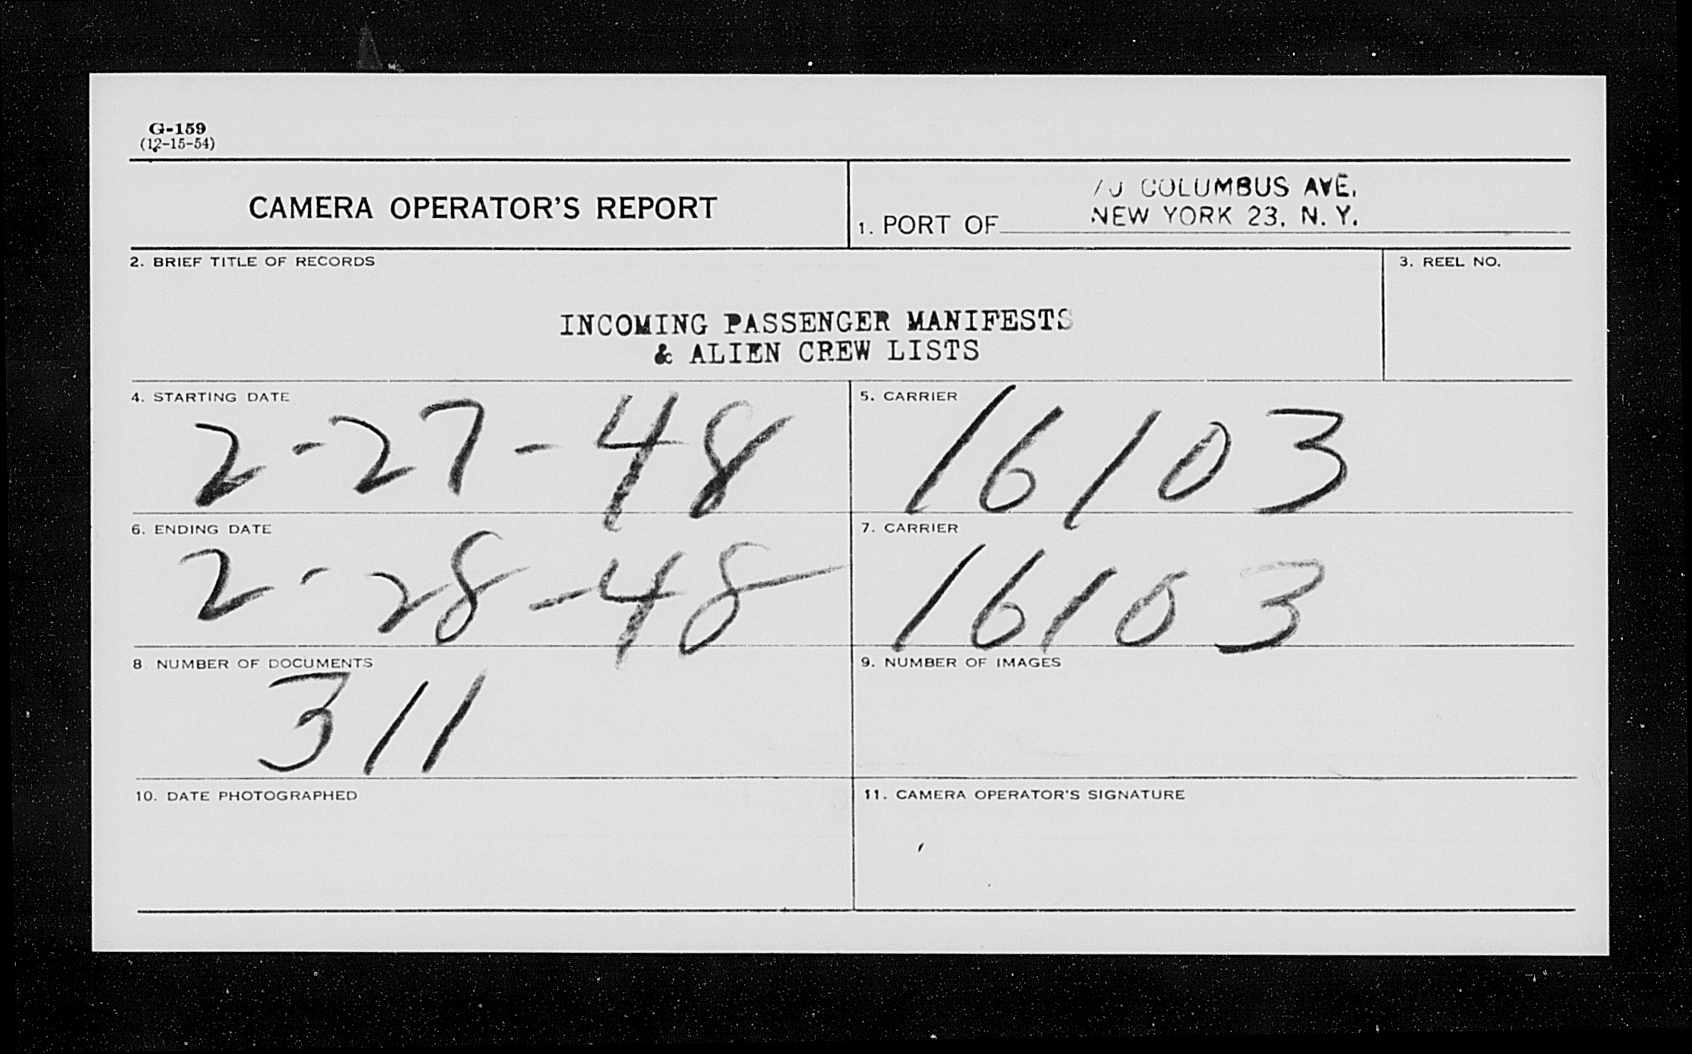 G-159
(12-15-54)
CAMERA OPERATOR'S REPORT
70 COLUMBUS AVE.
1. PORT OF NEW YORK 23, N. Y.
2. BRIEF TITLE OF RECORDS
3. REEL NO.
INCOMING PASSENGER MANIFESTS
& ALIEN CREW LISTS
4. STARTING DATE
2-27-48
5. CARRIER
16103
6. ENDING DATE
2-28-48
7. CARRIER
16103
8 NUMBER OF DOCUMENTS
311
9. NUMBER OF IMAGES
10. DATE PHOTOGRAPHED
11. CAMERA OPERATOR'S SIGNATURE